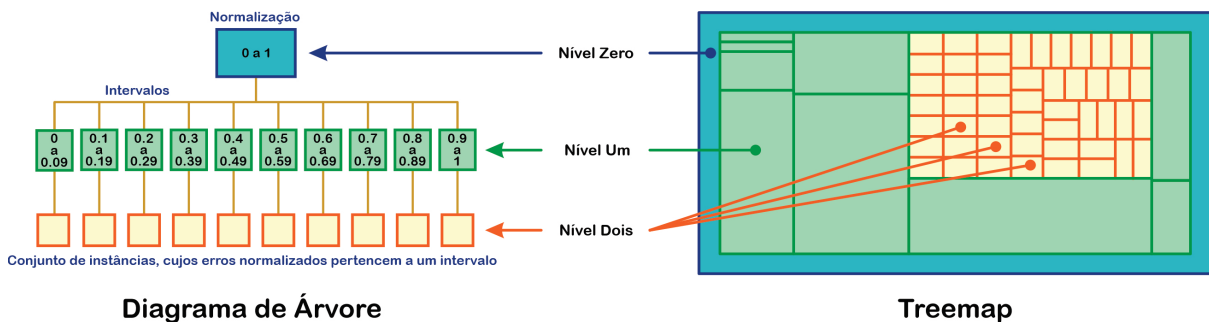 Normalização
0 a 1
Nível Zero
Intervalos
0
a
0.09
0.1
a
0.19
0.2
a
0.29
0.3
a
0.39
0.4
a
0.49
0.5
a
0.59
0.6
a
0.69
0.7
a
0.79
0.8
a
0.89
0.9
a
1
Nível Um
Nível Dois
Conjunto de instâncias, cujos erros normalizados pertencem a um intervalo
Diagrama de Árvore
Treemap